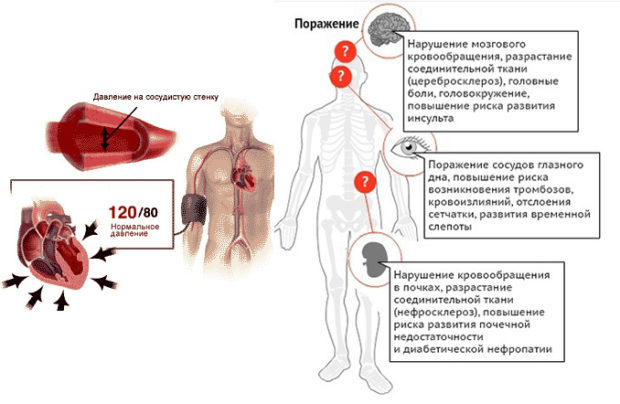 Давление на сосудистую стенку
120/80
Нормальное
давление
Поражение
?
?
?
Нарушение мозгового
кровообращения, разрастание
соединительной ткани
(церебросклероз), головные
боли, головокружение,
повышение риска развития
инсульта
Поражение сосудов глазного
дна, повышение риска
возникновения тромбозов,
кровоизлияний, отслоения
сетчатки, развития временной
слепоты
Нарушение кровообращения
в почках, разрастание
соединительной ткани
(нефросклероз), повышение
риска развития почечной
недостаточности
и диабетической нефропатии